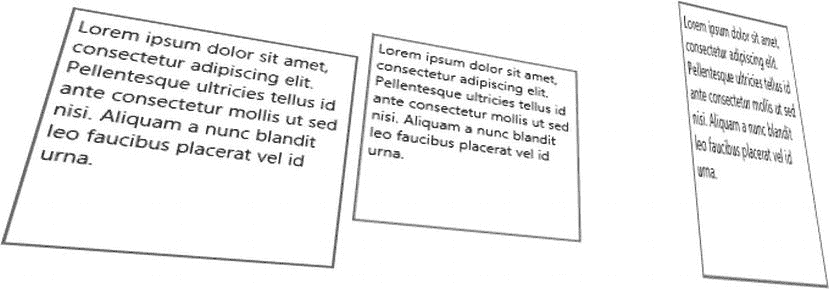 Lorem ipsum dolor sit amet,
consectetur adipiscing elit.
Pellentesque ultricies tellus id
ante consectetur mollis ut sed
nisi. Aliquam a nunc blandit
leo faucibus placerat vel id
urna.
Lorem ipsum dolor sit amet,
consectetur adipiscing elit.
Pellentesque ultricies tellus id
ante consectetur mollis ut sed
nisi. Aliquam a nunc blandit
leo faucibus placerat vel id
urna.
Lorem ipsum dolor sit amet,
consectetur adipiscing elit.
Pellentesque ultricies tellus id
ante consectetur mollis ut sed
nisi. Aliquam a nunc blandit
leo faucibus placerat vel id
urna.